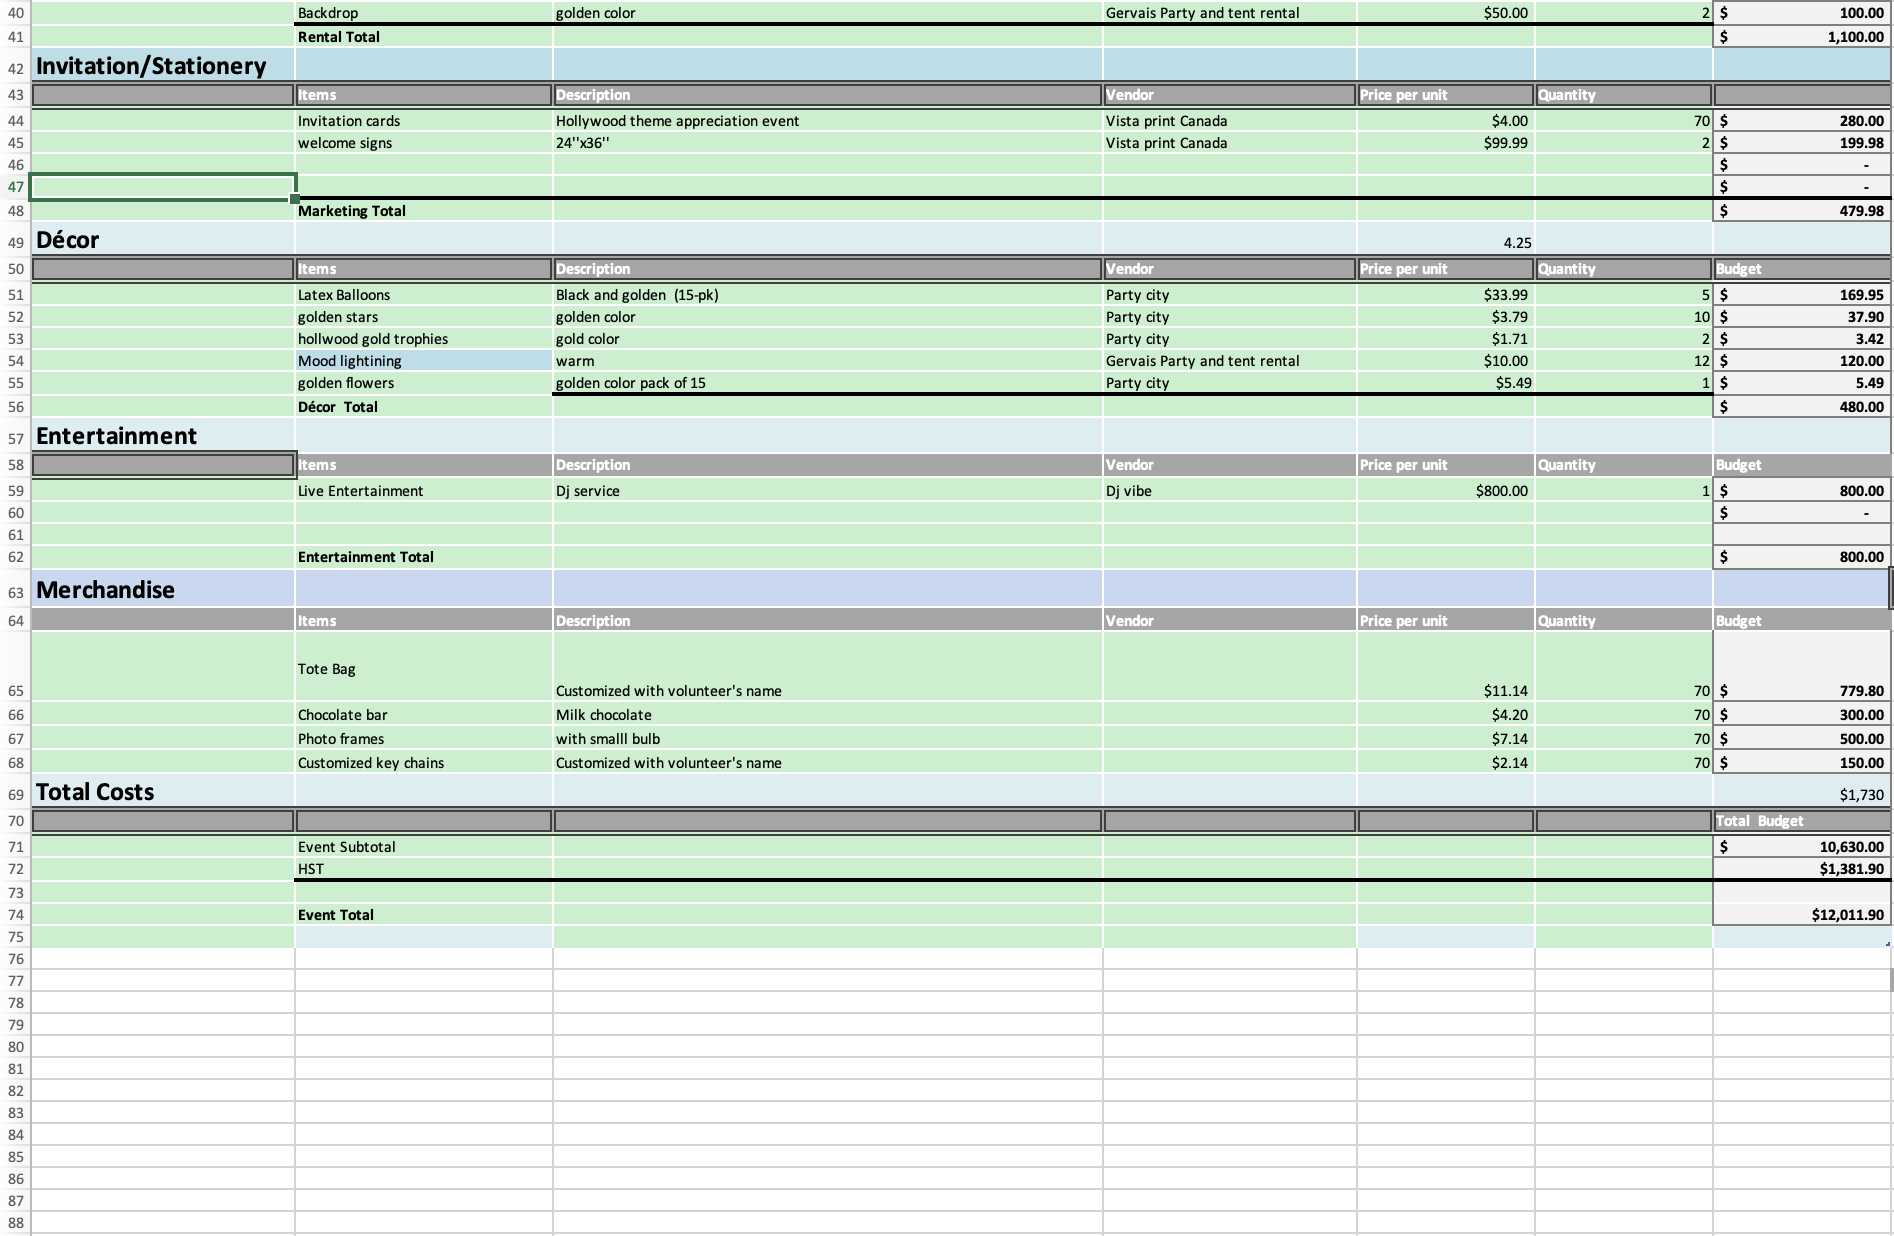 40 Backdrop golden color Gervais Party and tent rental $50.00 2 $ 100.00
41 Rental Total $ 1,100.00
42 Invitation/Stationery
43 Items Description Vendor Price per unit Quantity
44 Invitation cards Hollywood theme appreciation event Vista print Canada $4.00 70 $ 280.00
45 welcome signs 24''x36'' Vista print Canada $99.99 2 $ 199.98
46 $ -
47 $ -
48 Marketing Total $ 479.98
49 Décor 4.25
50 Items Description Vendor Price per unit Quantity Budget
51 Latex Balloons Black and golden (15-pk) Party city $33.99 5 $ 169.95
52 golden stars golden color Party city $3.79 10 $ 37.90
53 hollwood gold trophies gold color Party city $1.71 2 $ 3.42
54 Mood lightining warm Gervais Party and tent rental $10.00 12 $ 120.00
55 golden flowers golden color pack of 15 Party city $5.49 1 $ 5.49
56 Décor Total $ 480.00
57 Entertainment
58 Items Description Vendor Price per unit Quantity Budget
59 Live Entertainment Dj service Dj vibe $800.00 1 $ 800.00
60 $ -
61
62 Entertainment Total $ 800.00
63 Merchandise
64 Items Description Vendor Price per unit Quantity Budget
65 Tote Bag Customized with volunteer's name $11.14 70 $ 779.80
66 Chocolate bar Milk chocolate $4.20 70 $ 300.00
67 Photo frames with smalll bulb $7.14 70 $ 500.00
68 Customized key chains Customized with volunteer's name $2.14 70 $ 150.00
69 Total Costs $1,730
70 Total Budget
71 Event Subtotal $ 10,630.00
72 HST $1,381.90
73
74 Event Total $12,011.90
75
76
77
78
79
80
81
82
83
84
85
86
87
88